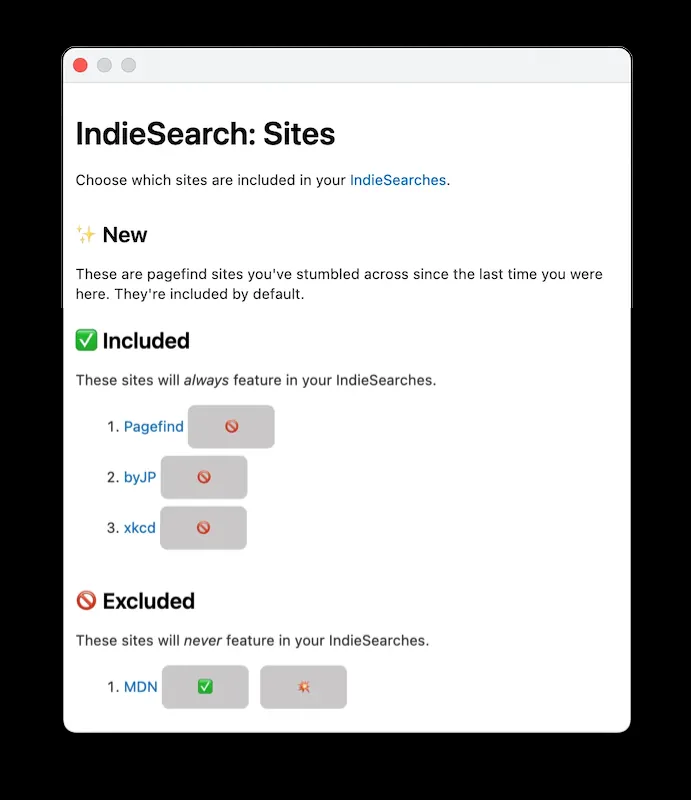 IndieSearch: Sites
Choose which sites are included in your IndieSearches.
✨ New
These are pagefind sites you've stumbled across since the last time you were
here. They're included by default.
✅ Included
These sites will always feature in your IndieSearches.
1. Pagefind 🚫
2. byJP 🚫
3. xkcd 🚫
🚫 Excluded
These sites will never feature in your IndieSearches.
1. MDN ✅ 💥